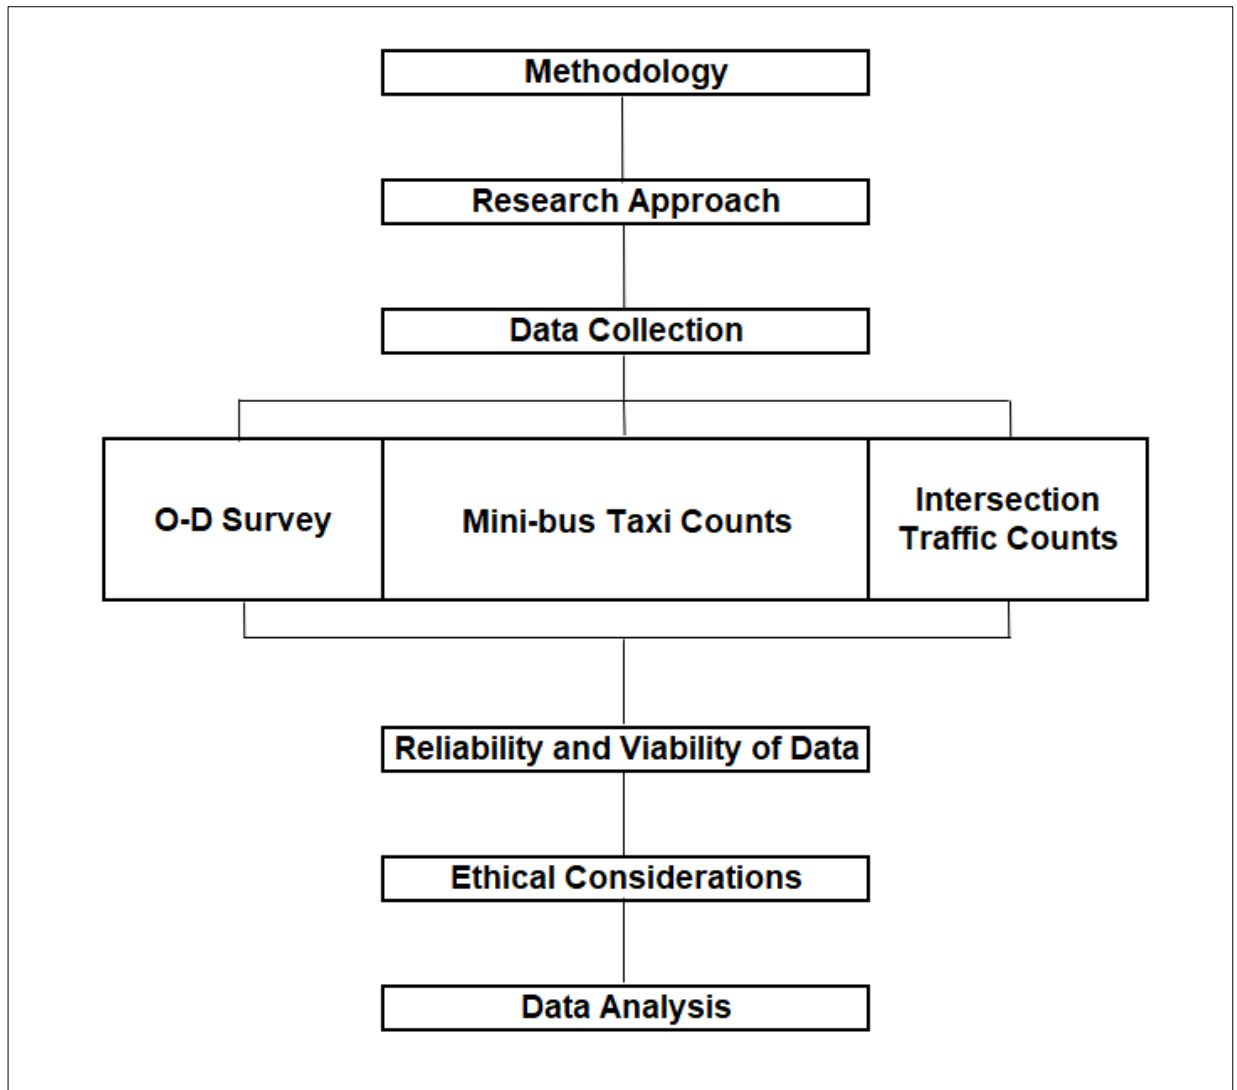 Methodology
Research Approach
Data Collection
O-D Survey
Mini-bus Taxi Counts
Intersection
Traffic Counts
Reliability and Viability of Data
Ethical Considerations
Data Analysis